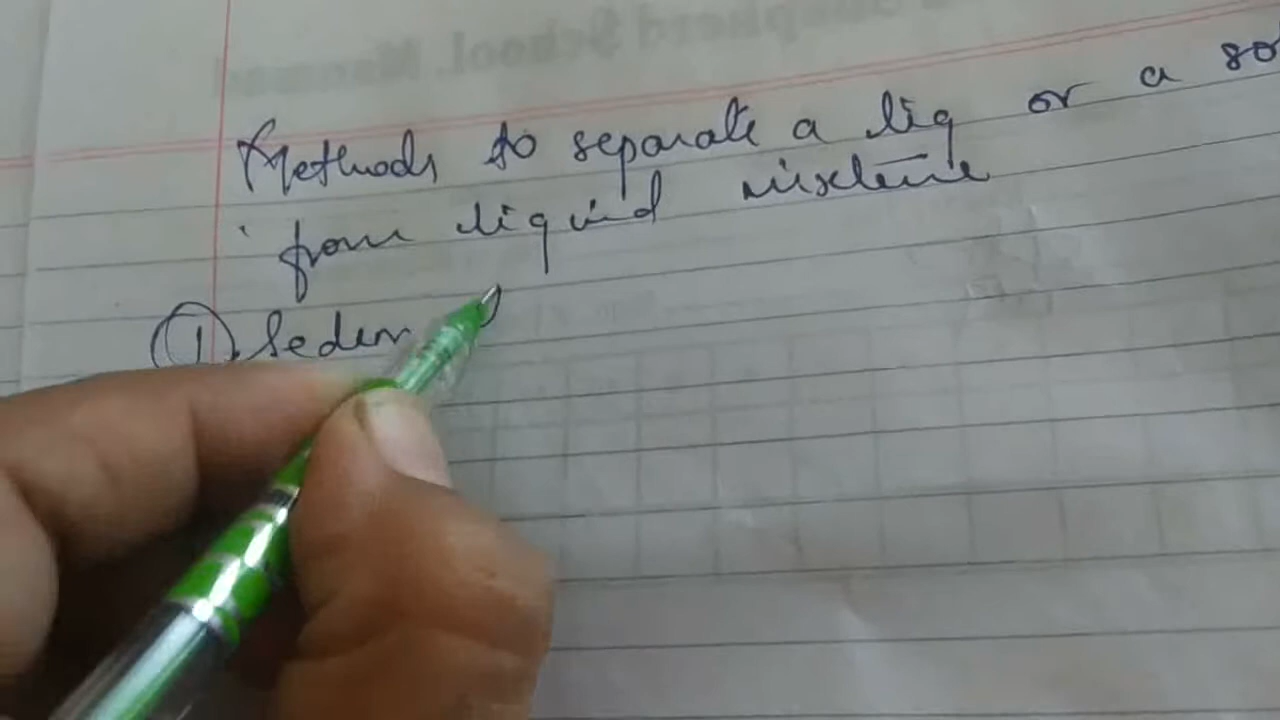 Methods to separate a liq or a so
from liquid mixture
① Sedim